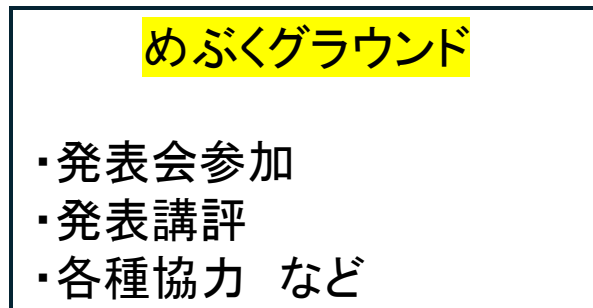 めぶくグラウンド
・発表会参加
・発表講評
・各種協力　など